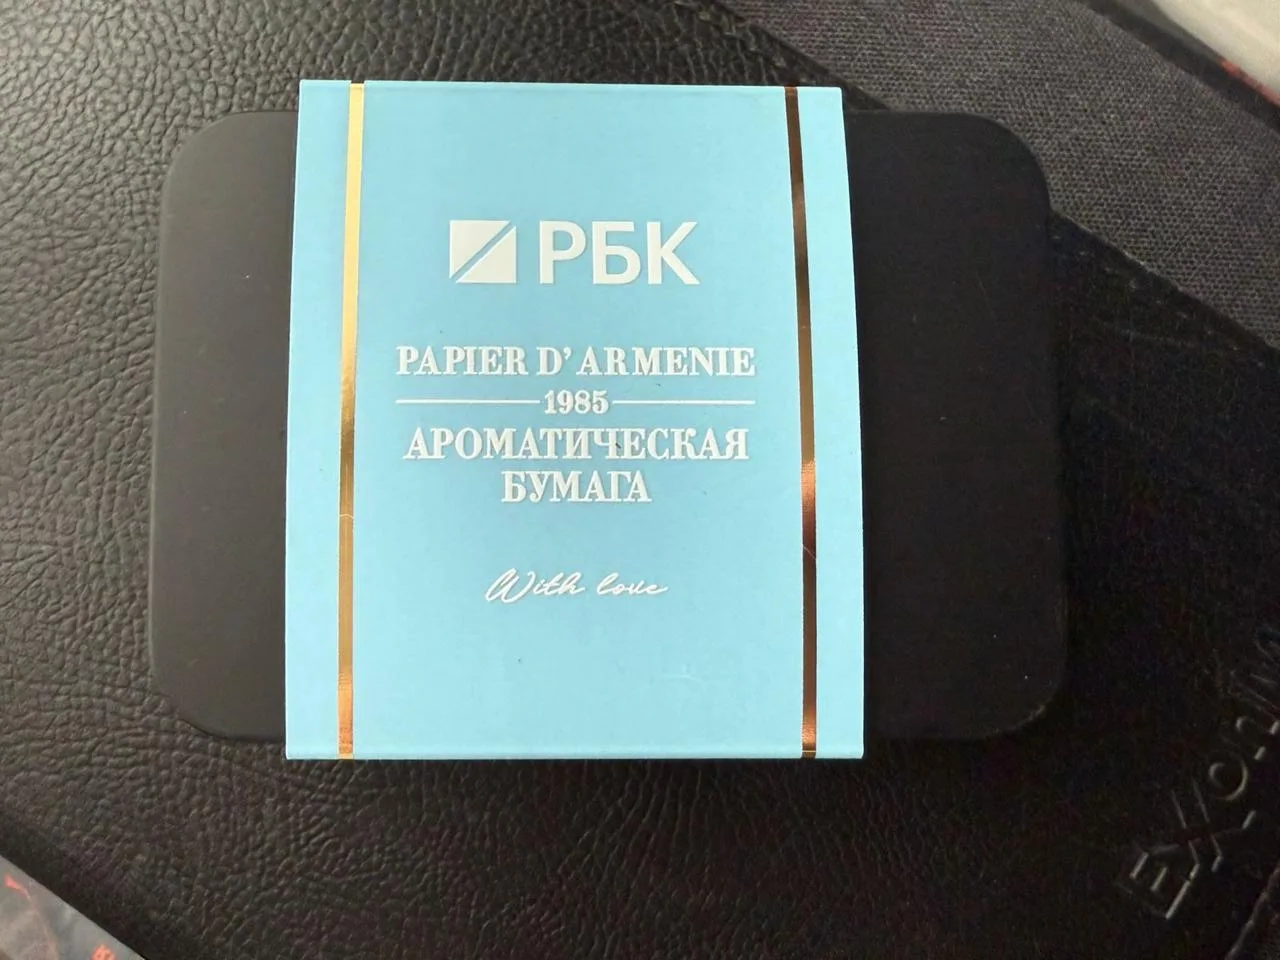 РБК
PAPIER D' ARMENIE
1985
АРОМАТИЧЕСКАЯ
БУМАГА
With love